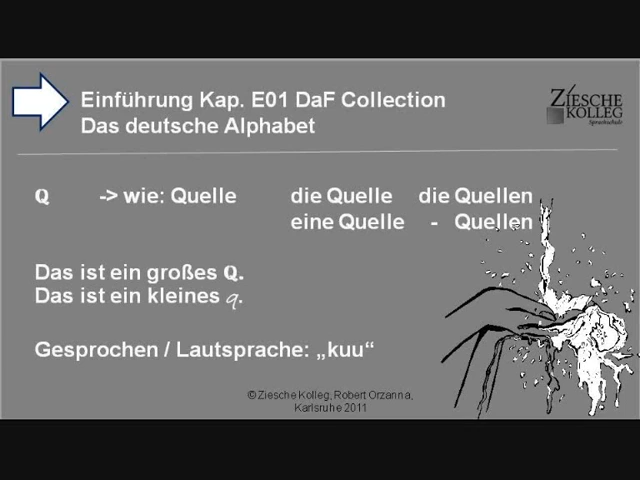 Einführung Kap. E01 DaF Collection
Das deutsche Alphabet
ZIESCHE
KOLLEG
Sprachschule
Q -> wie: Quelle die Quelle die Quellen
eine Quelle - Quellen
Das ist ein großes Q.
Das ist ein kleines q.
Gesprochen / Lautsprache: „kuu“
© Ziesche Kolleg, Robert Orzanna,
Karlsruhe 2011